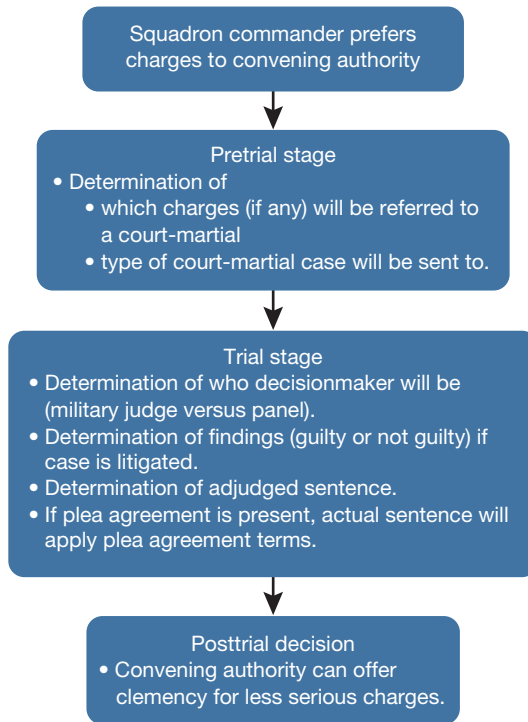 Squadron commander prefers
charges to convening authority
Pretrial stage
• Determination of
• which charges (if any) will be referred to
a court-martial
• type of court-martial case will be sent to.
Trial stage
• Determination of who decisionmaker will be
(military judge versus panel).
• Determination of findings (guilty or not guilty) if
case is litigated.
• Determination of adjudged sentence.
• If plea agreement is present, actual sentence will
apply plea agreement terms.
Posttrial decision
• Convening authority can offer
clemency for less serious charges.